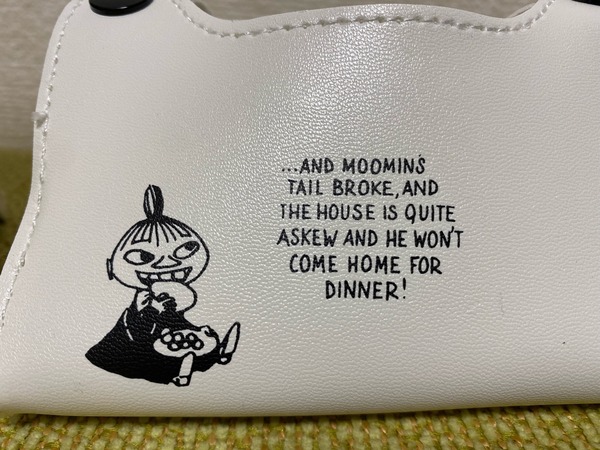 ...AND MOOMINS
TAIL BROKE, AND
THE HOUSE IS QUITE
ASKEW AND HE WON'T
COME HOME FOR
DINNER!